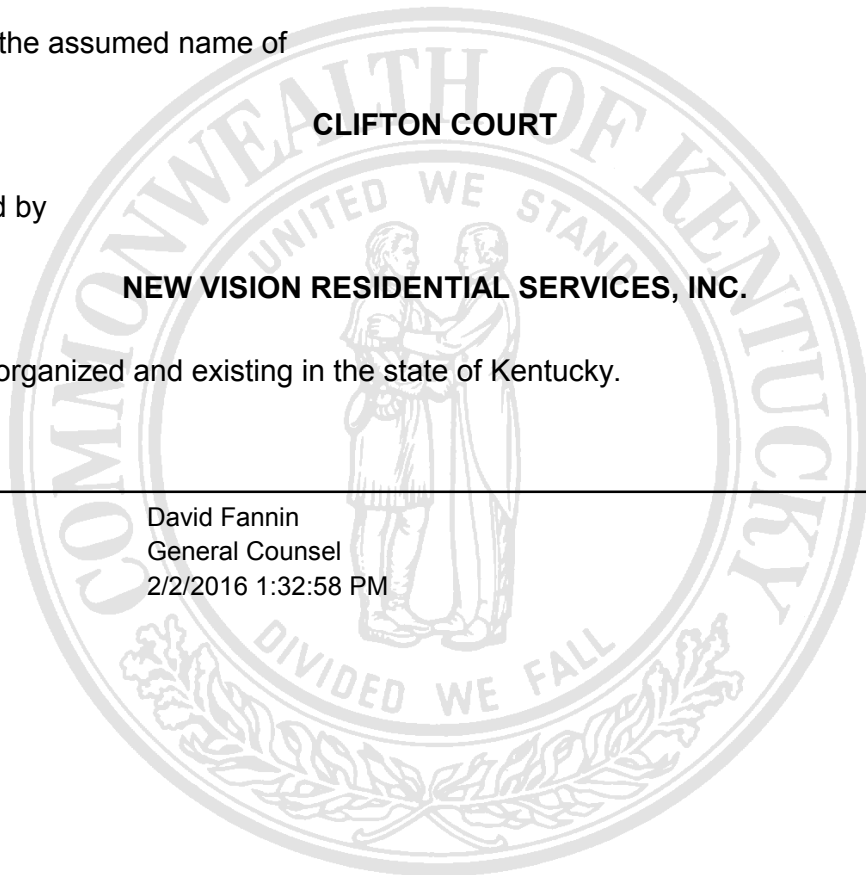 the assumed name of
CLIFTON COURT
d by
NEW VISION RESIDENTIAL SERVICES, INC.
organized and existing in the state of Kentucky.
David Fannin
General Counsel
2/2/2016 1:32:58 PM
COMMONWEALTH OF KENTUCKY
UNITED WE STAND
DIVIDED WE FALL